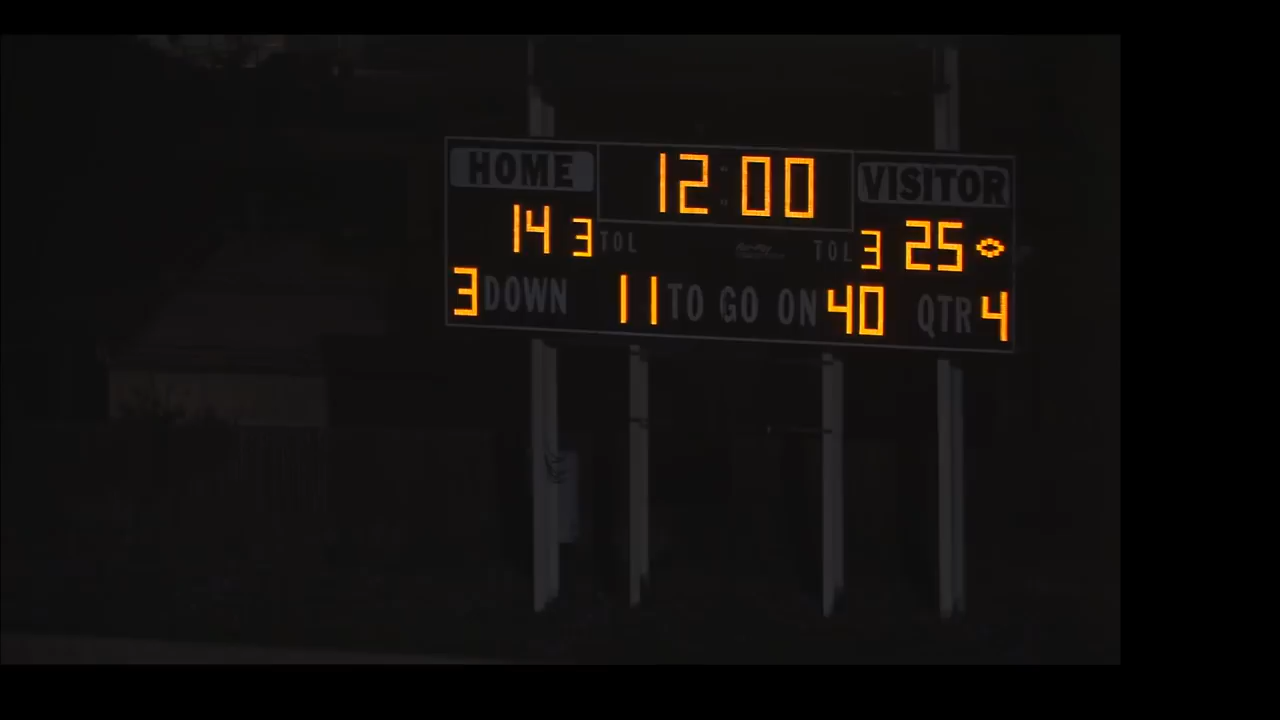 HOME 12:00 VISITOR
14 3 TOL TOL 3 25
3 DOWN 11 TO GO ON 40 QTR 4